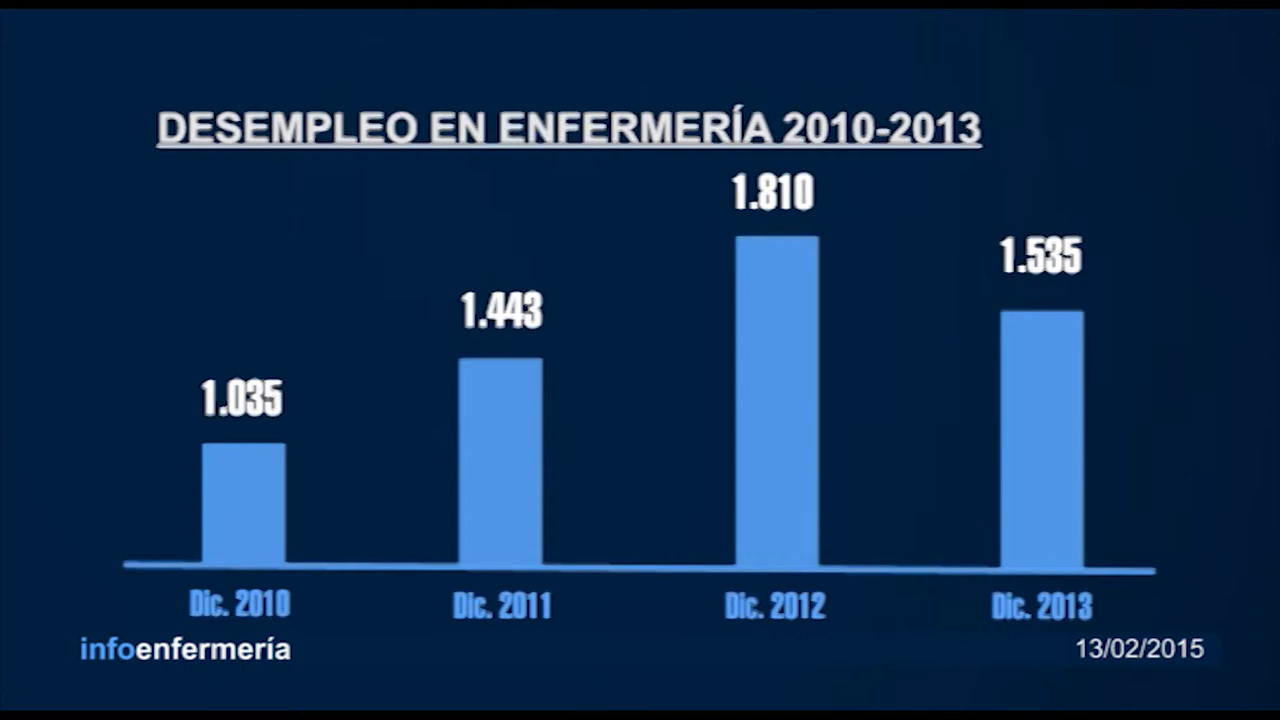 DESEMPLEO EN ENFERMERÍA 2010-2013
1.810
1.535
1.443
1.035
Dic. 2010 Dic. 2011 Dic. 2012 Dic. 2013
infoenfermería 13/02/2015